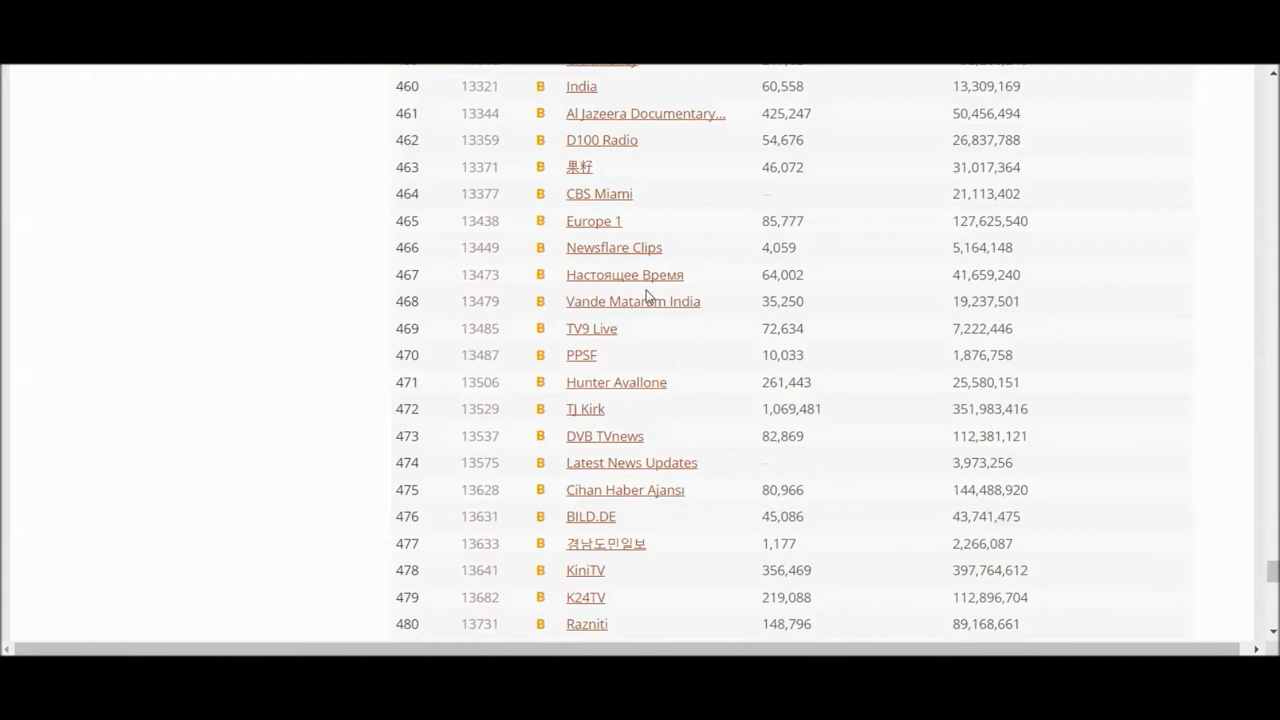 460 13321 B India 60,558 13,309,169
461 13344 B Al Jazeera Documentary... 425,247 50,456,494
462 13359 B D100 Radio 54,676 26,837,788
463 13371 B 果籽 46,072 31,017,364
464 13377 B CBS Miami -- 21,113,402
465 13438 B Europe 1 85,777 127,625,540
466 13449 B Newsflare Clips 4,059 5,164,148
467 13473 B Настоящее Время 64,002 41,659,240
468 13479 B Vande Mataram India 35,250 19,237,501
469 13485 B TV9 Live 72,634 7,222,446
470 13487 B PPSF 10,033 1,876,758
471 13506 B Hunter Avallone 261,443 25,580,151
472 13529 B TJ Kirk 1,069,481 351,983,416
473 13537 B DVB TVnews 82,869 112,381,121
474 13575 B Latest News Updates -- 3,973,256
475 13628 B Cihan Haber Ajansı 80,966 144,488,920
476 13631 B BILD.DE 45,086 43,741,475
477 13633 B 경남도민일보 1,177 2,266,087
478 13641 B KiniTV 356,469 397,764,612
479 13682 B K24TV 219,088 112,896,704
480 13731 B Razniti 148,796 89,168,661